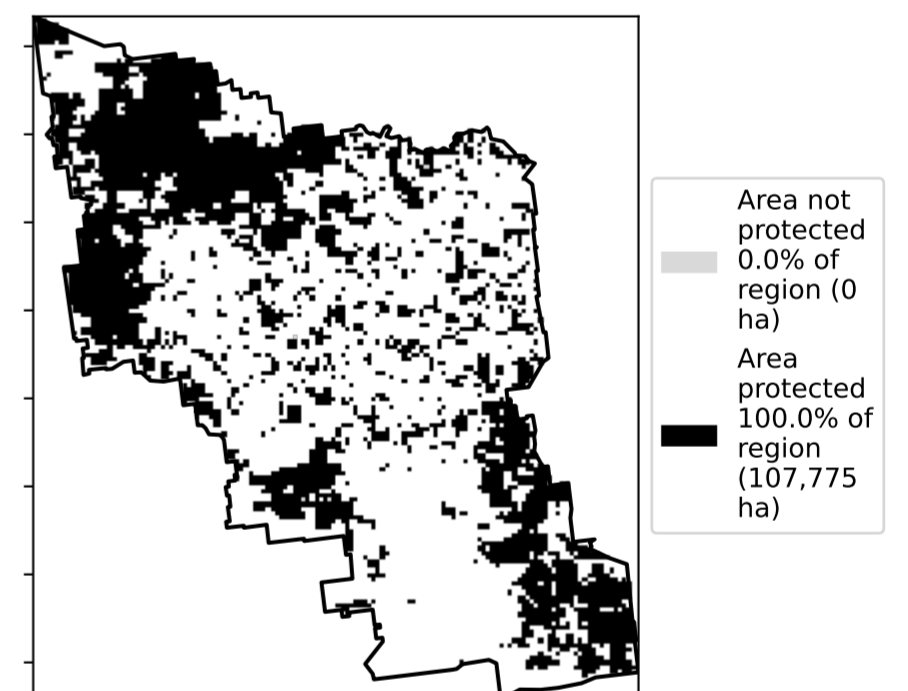 Area not
protected
0.0% of
region (0
ha)
Area
protected
100.0% of
region
(107,775
ha)